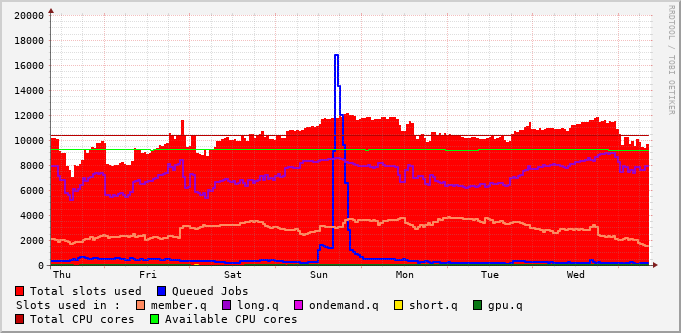 20000
18000
16000
14000
12000
10000
8000
6000
4000
2000
0
Thu Fri Sat Sun Mon Tue Wed
Total slots used Queued Jobs
Slots used in : member.q long.q ondemand.q short.q gpu.q
Total CPU cores Available CPU cores
RRDTOOL / TOBI OETIKER